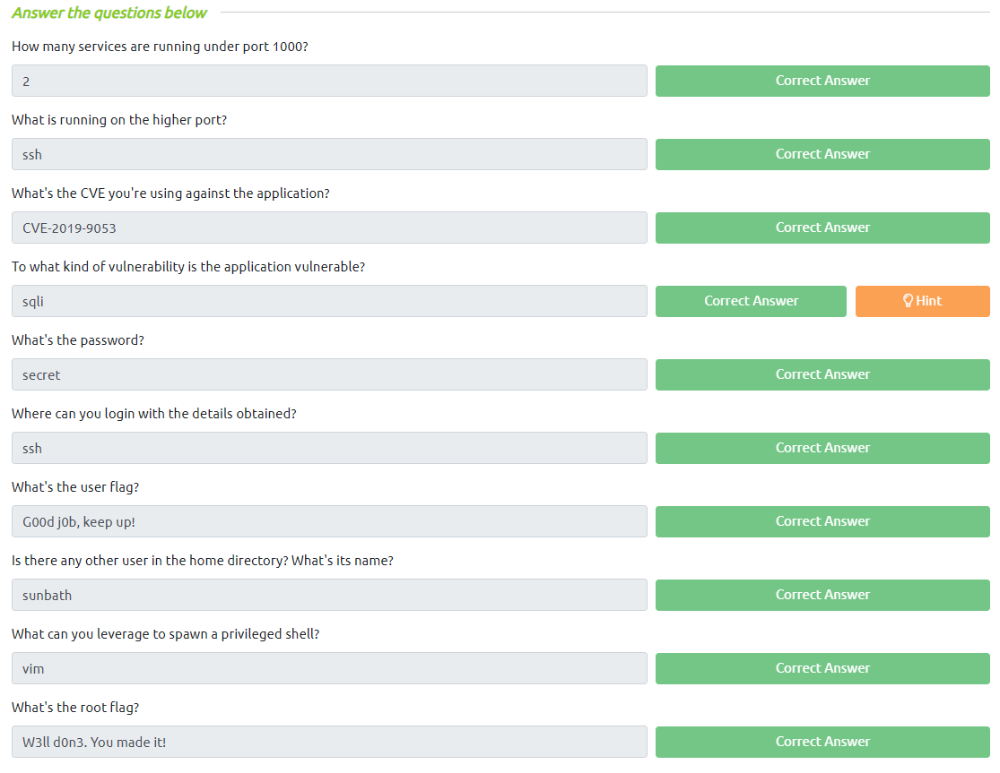 Answer the questions below
How many services are running under port 1000?
2 Correct Answer
What is running on the higher port?
ssh Correct Answer
What's the CVE you're using against the application?
CVE-2019-9053 Correct Answer
To what kind of vulnerability is the application vulnerable?
sqli Correct Answer Hint
What's the password?
secret Correct Answer
Where can you login with the details obtained?
ssh Correct Answer
What's the user flag?
G00d j0b, keep up! Correct Answer
Is there any other user in the home directory? What's its name?
sunbath Correct Answer
What can you leverage to spawn a privileged shell?
vim Correct Answer
What's the root flag?
W3ll d0n3. You made it! Correct Answer